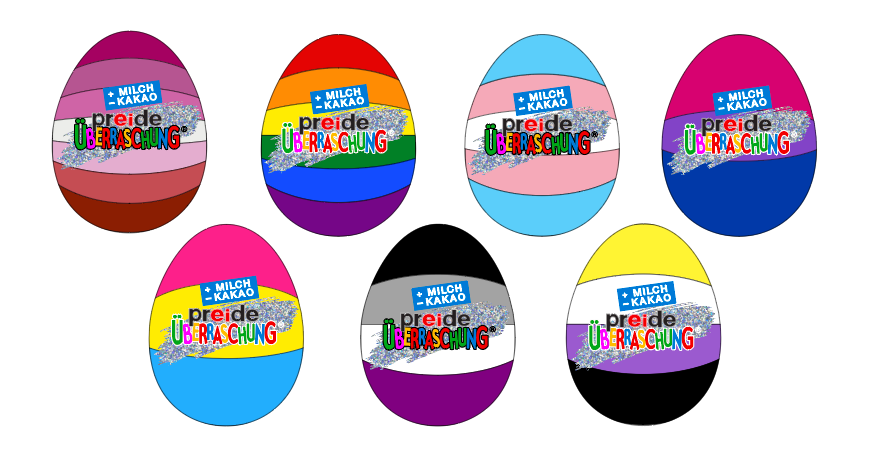 + MILCH
– KAKAO
preide
ÜBERRASCHUNG®
+ MILCH
– KAKAO
preide
ÜBERRASCHUNG
+ MILCH
– KAKAO
preide
ÜBERRASCHUNG®
+ MILCH
– KAKAO
preide
ÜBERRASCHUNG
+ MILCH
– KAKAO
preide
ÜBERRASCHUNG
+ MILCH
– KAKAO
preide
ÜBERRASCHUNG®
+ MILCH
– KAKAO
preide
ÜBERRASCHUNG